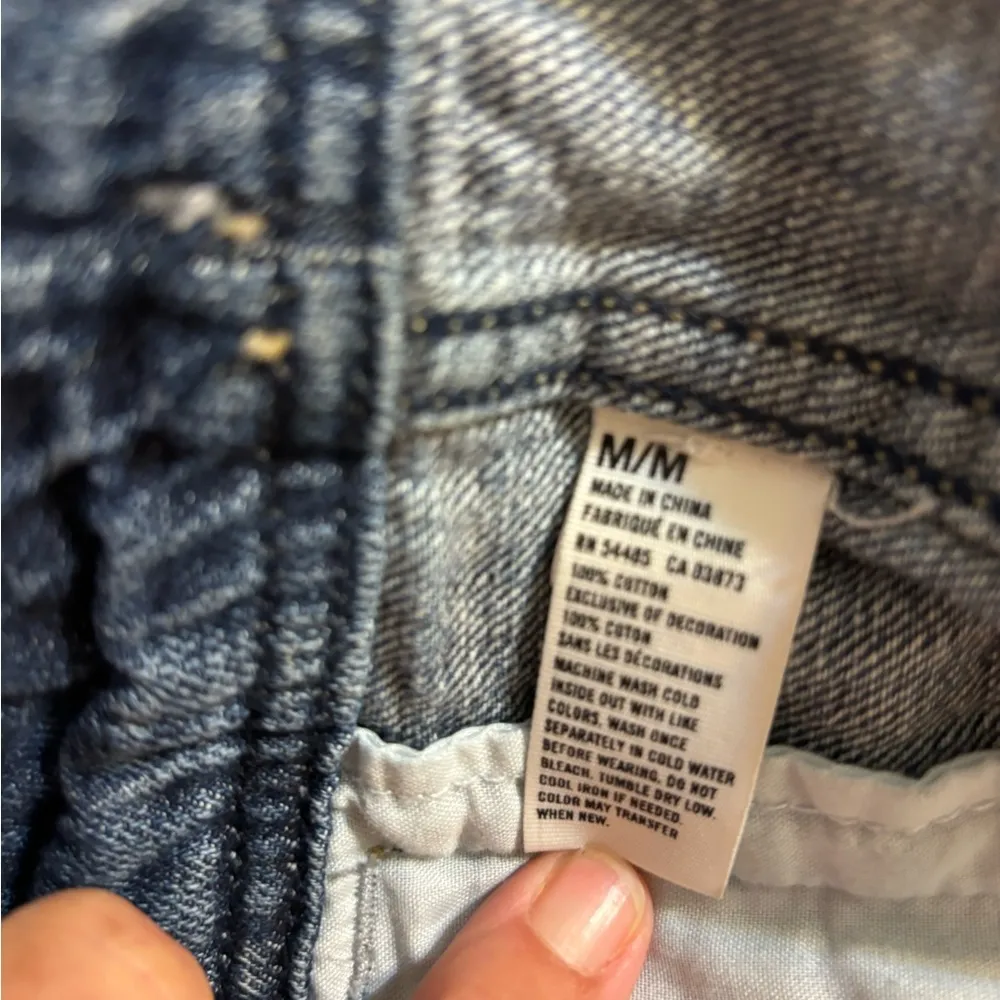 M/M
MADE IN CHINA
FABRIQUÉ EN CHINE
RN 54485 CA 03873
100% COTTON
EXCLUSIVE OF DECORATION
100% COTON
SANS LES DÉCORATIONS
MACHINE WASH COLD
INSIDE OUT WITH LIKE
COLORS. WASH ONCE
SEPARATELY IN COLD WATER
BEFORE WEARING. DO NOT
BLEACH. TUMBLE DRY LOW.
COOL IRON IF NEEDED.
COLOR MAY TRANSFER
WHEN NEW.